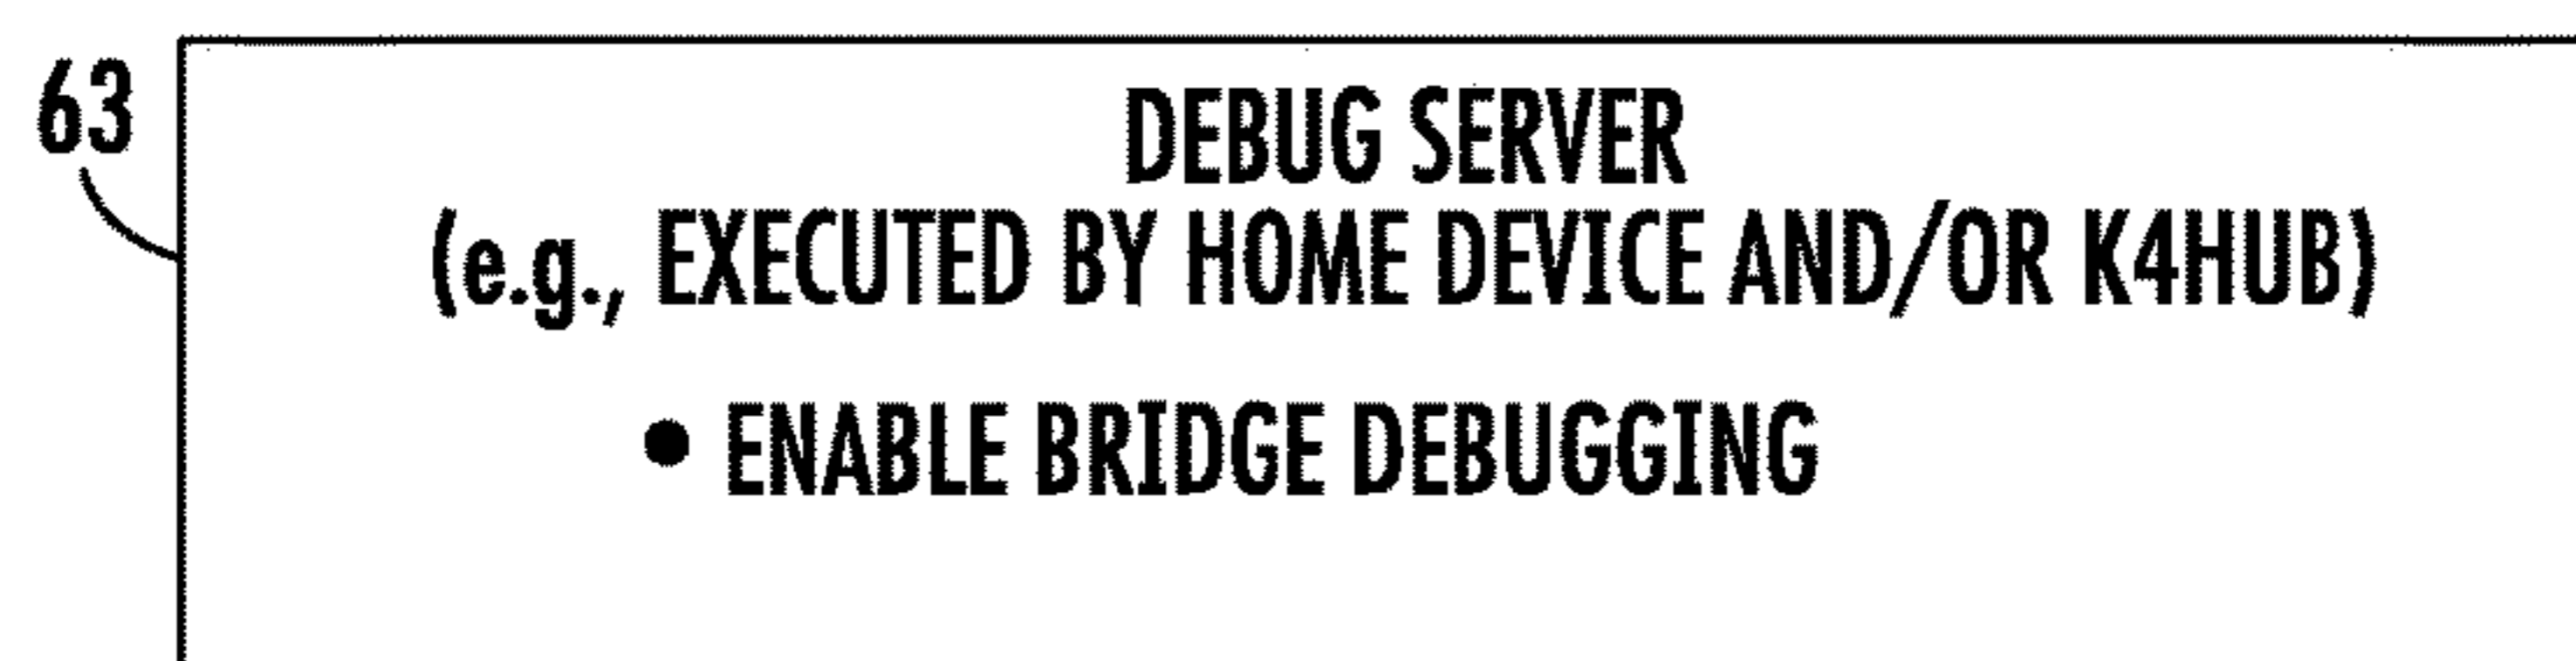 63
DEBUG SERVER
(e.g., EXECUTED BY HOME DEVICE AND/OR K4HUB)
• ENABLE BRIDGE DEBUGGING